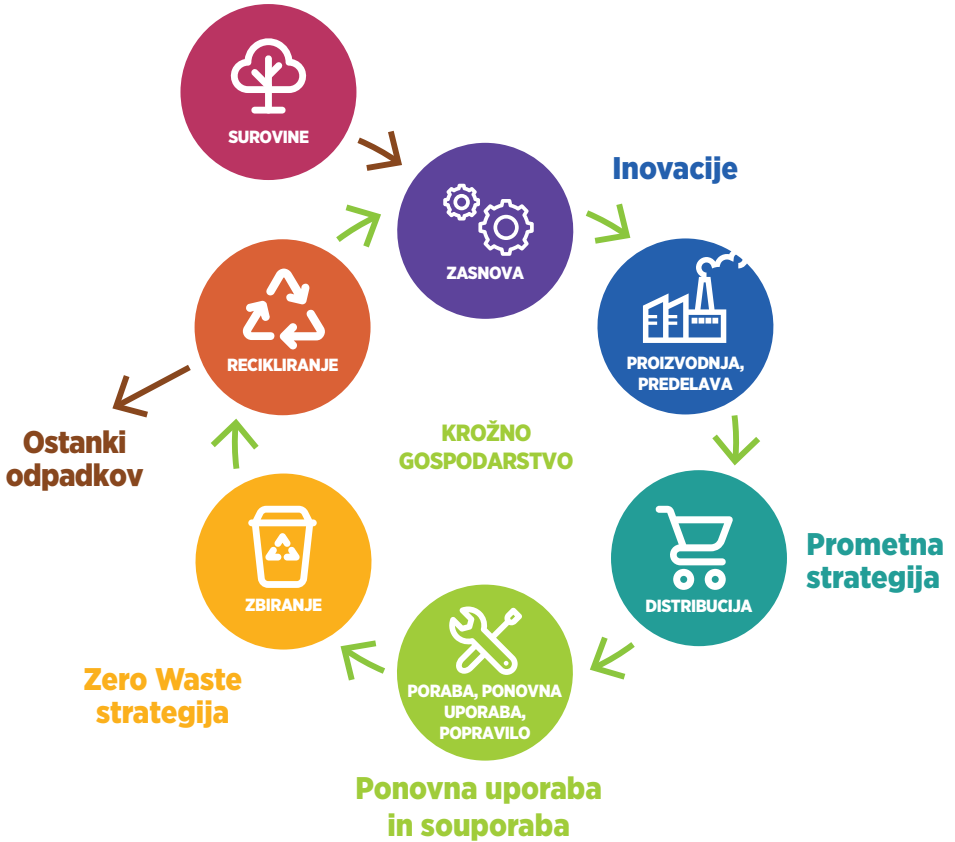 SUROVINE
ZASNOVA
Inovacije
PROIZVODNJA,
PREDELAVA
RECIKLIRANJE
Ostanki
odpadkov
KROŽNO
GOSPODARSTVO
DISTRIBUCIJA
Prometna
strategija
ZBIRANJE
Zero Waste
strategija
PORABA, PONOVNA
UPORABA,
POPRAVILO
Ponovna uporaba
in souporaba